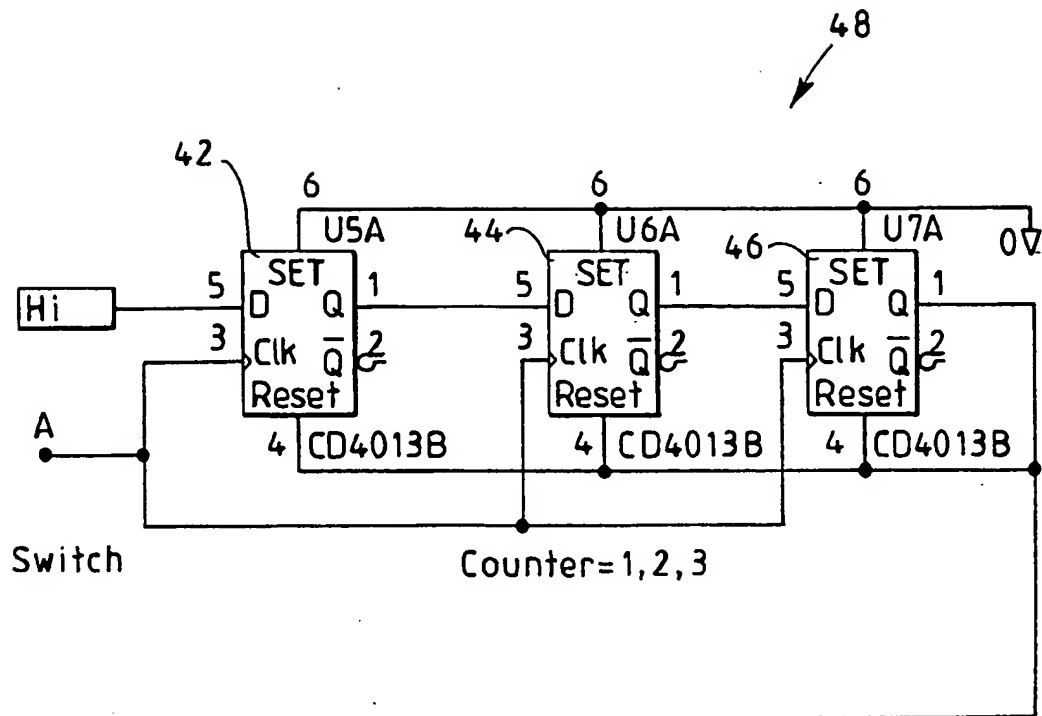 48
42
6
6
6
U5A
44
U6A
46
U7A
0
SET
SET
SET
Hi
5
D
Q
1
5
D
Q
1
5
D
Q
1
3
Clk
Q
2
3
Clk
Q
2
3
Clk
Q
2
Reset
Reset
Reset
A
4
CD4013B
4
CD4013B
4
CD4013B
Switch
Counter=1,2,3